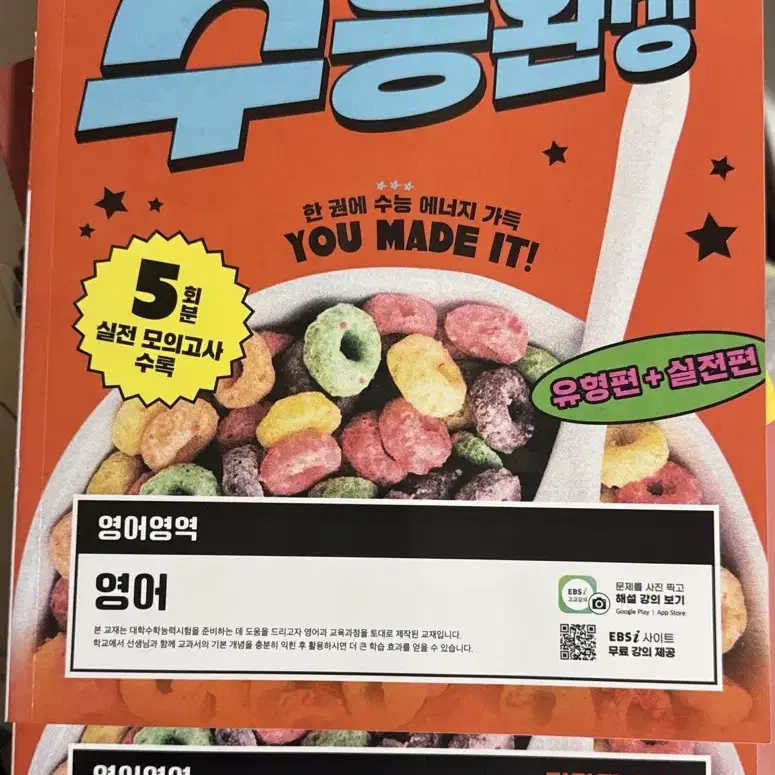 수능완성
한 권에 수능 에너지 가득
YOU MADE IT!
5회분
실전 모의고사
수록
유형편 + 실전편
영어영역
영어
본 교재는 대학수학능력시험을 준비하는 데 도움을 드리고자 영어과 교육과정을 토대로 제작된 교재입니다.
학교에서 선생님과 함께 교과서의 기본 개념을 충분히 익힌 후 활용하시면 더 큰 학습 효과를 얻을 수 있습니다.
EBSi
고교강의
문제를 사진 찍고
해설 강의 보기
Google Play | App Store
EBSi 사이트
무료 강의 제공
영어영역